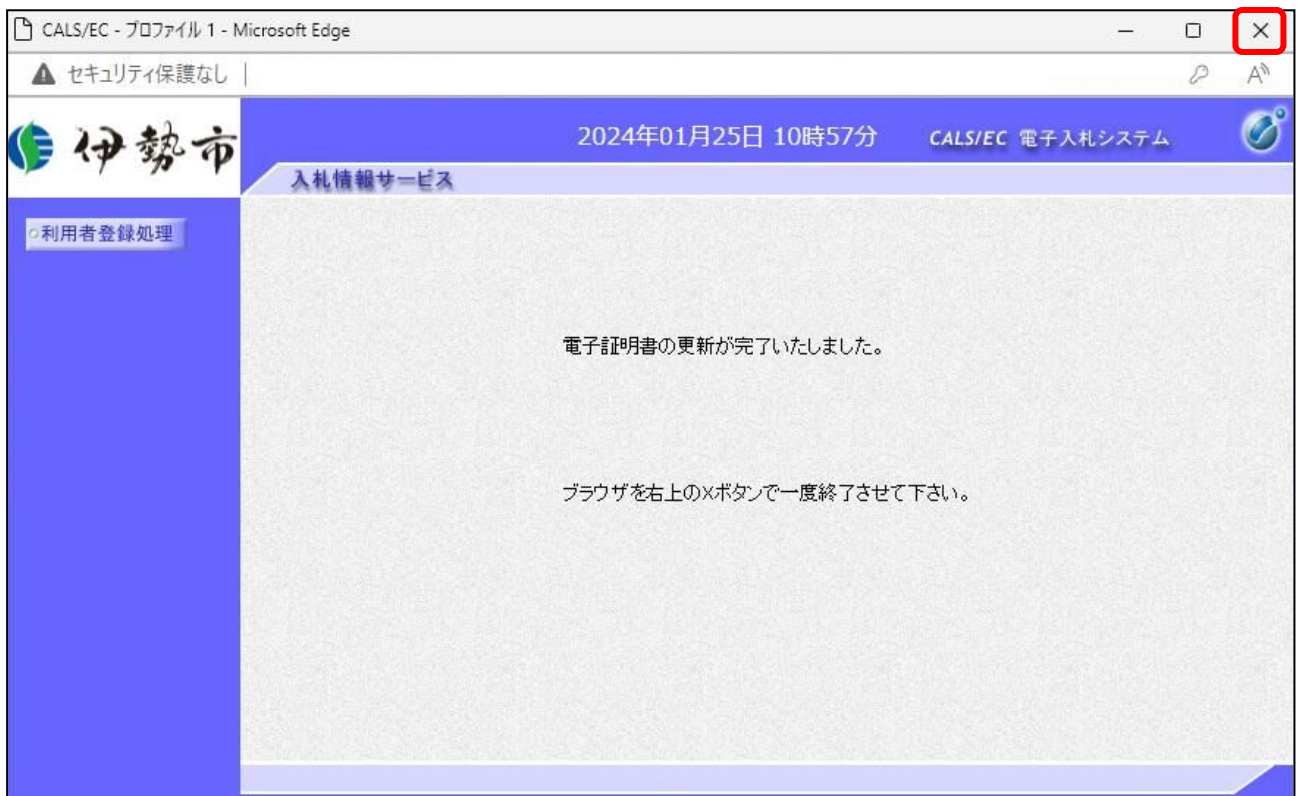 CALS/EC - プロファイル 1 - Microsoft Edge
セキュリティ保護なし
伊勢市
2024年01月25日 10時57分 CALS/EC 電子入札システム
入札情報サービス
利用者登録処理
電子証明書の更新が完了いたしました。
ブラウザを右上の×ボタンで一度終了させて下さい。